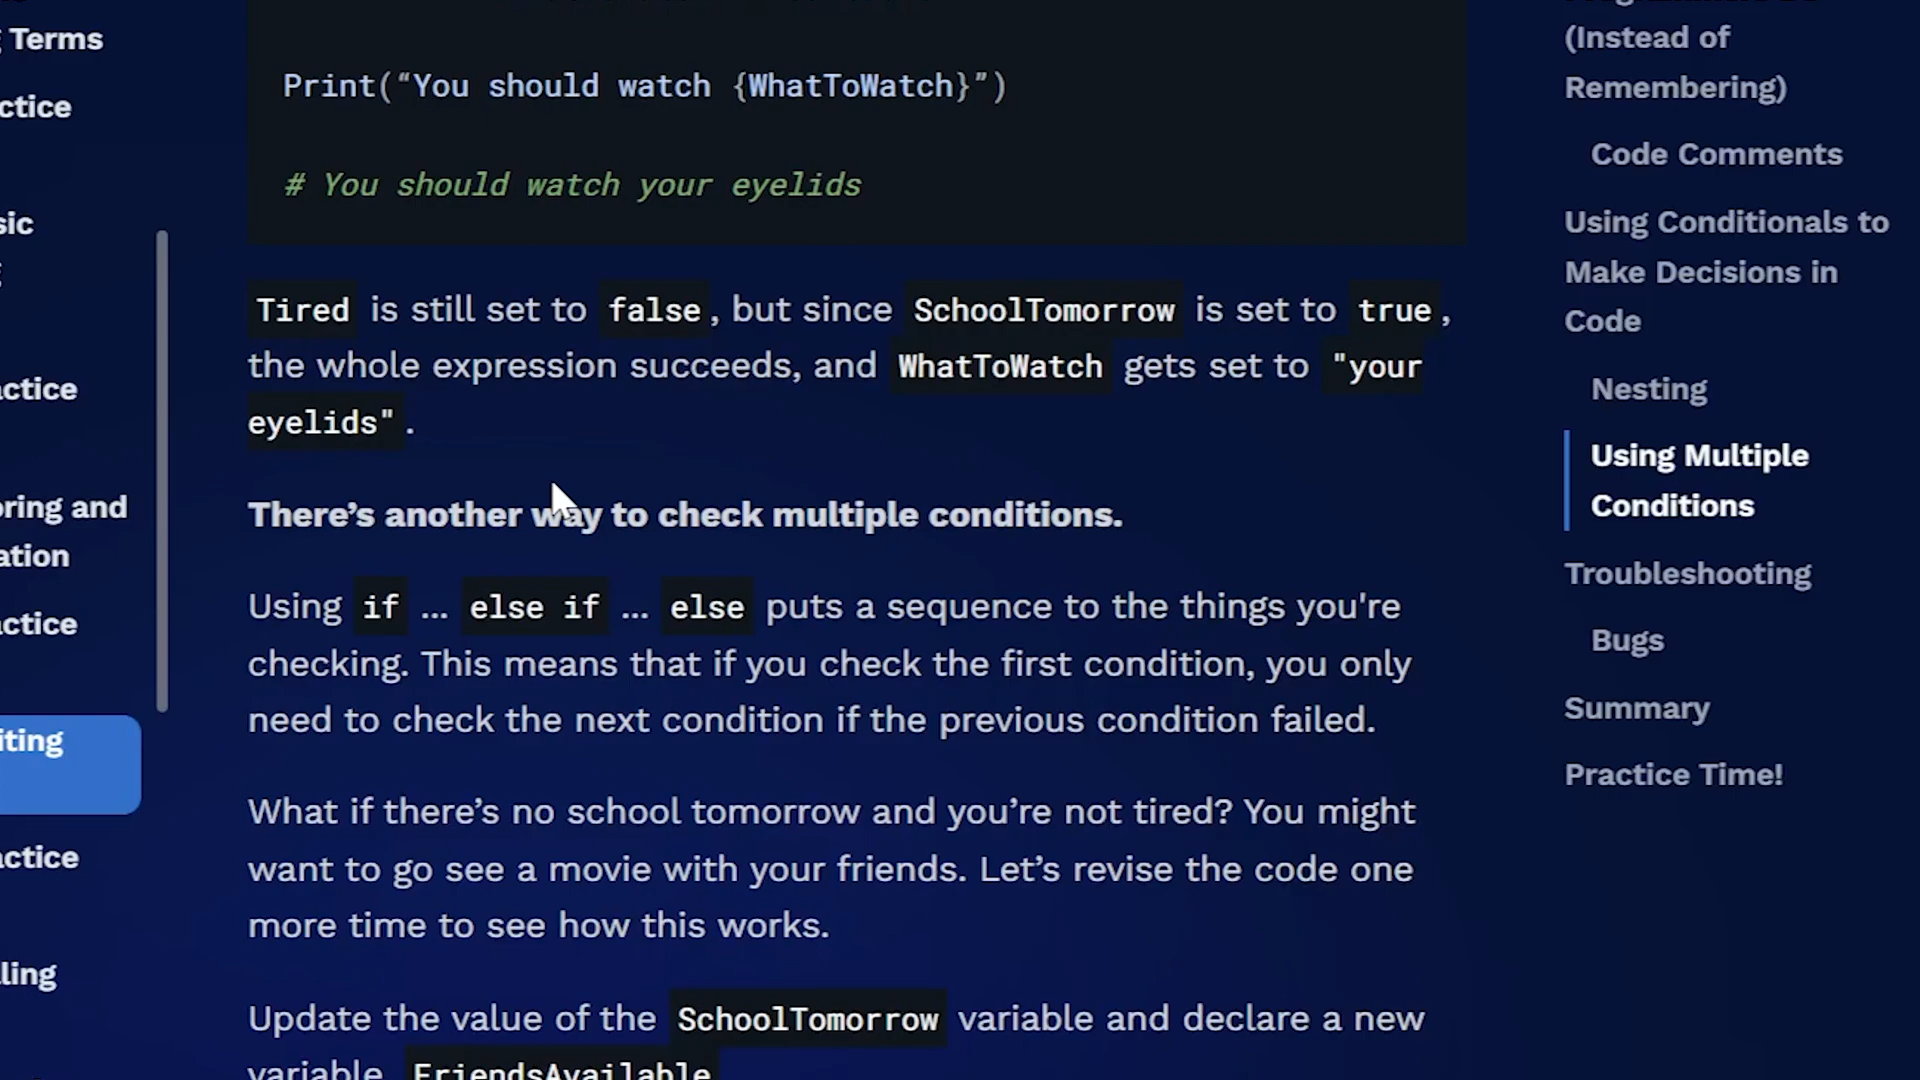 Terms
ctice
sic
actice
oring and
ation
actice
iting
actice
ling
Print(“You should watch {WhatToWatch}”)
# You should watch your eyelids
Tired is still set to false, but since SchoolTomorrow is set to true,
the whole expression succeeds, and WhatToWatch gets set to "your
eyelids".
There’s another way to check multiple conditions.
Using if ... else if ... else puts a sequence to the things you're
checking. This means that if you check the first condition, you only
need to check the next condition if the previous condition failed.
What if there’s no school tomorrow and you’re not tired? You might
want to go see a movie with your friends. Let’s revise the code one
more time to see how this works.
Update the value of the SchoolTomorrow variable and declare a new
variable FriendsAvailable
(Instead of
Remembering)
Code Comments
Using Conditionals to
Make Decisions in
Code
Nesting
Using Multiple
Conditions
Troubleshooting
Bugs
Summary
Practice Time!